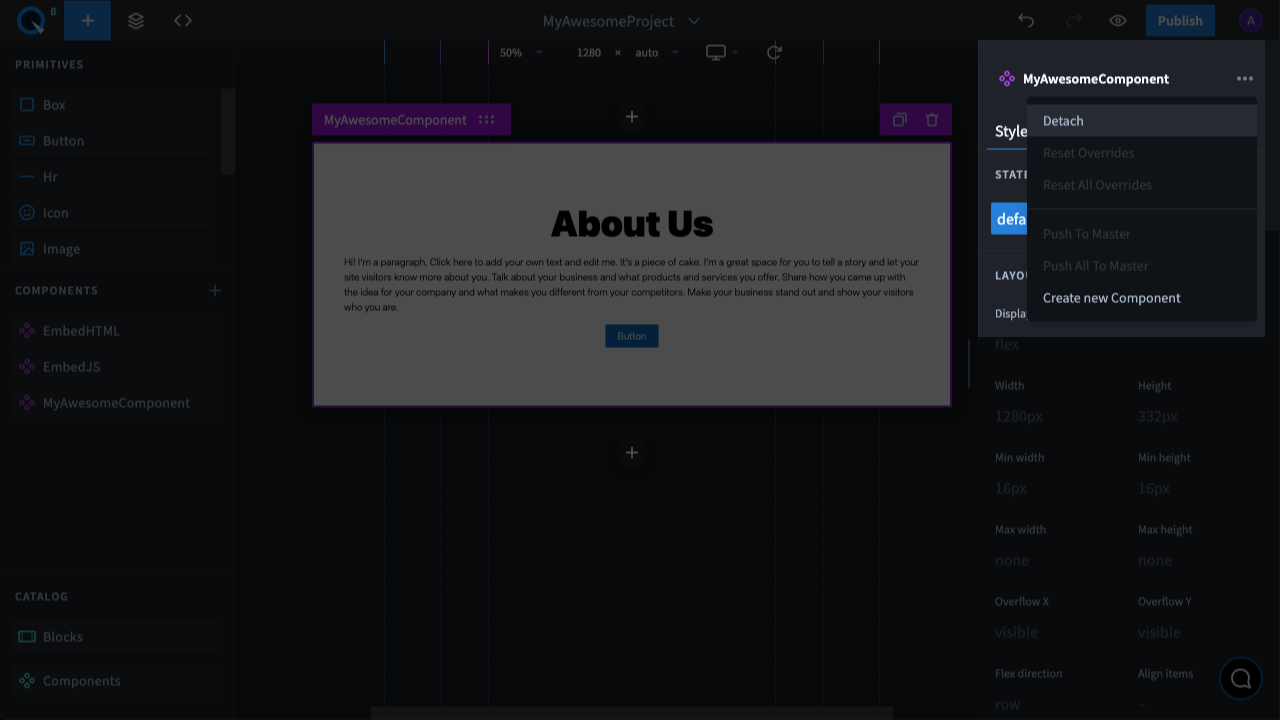 β
MyAwesomeProject
Publish
A
PRIMITIVES
Box
Button
Hr
Icon
Image
COMPONENTS
EmbedHTML
EmbedJS
MyAwesomeComponent
CATALOG
Blocks
Components
50%
1280 × auto
MyAwesomeComponent
About Us
Hi! I'm a paragraph. Click here to add your own text and edit me. It's a piece of cake. I'm a great space for you to tell a story and let your
site visitors know more about you. Talk about your business and what products and services you offer. Share how you came up with
the idea for your company and what makes you different from your competitors. Make your business stand out and show your visitors
who you are.
Button
MyAwesomeComponent
Style
STATE
defa
LAYOU
Display
flex
Detach
Reset Overrides
Reset All Overrides
Push To Master
Push All To Master
Create new Component
Width Height
1280px 332px
Min width Min height
16px 16px
Max width Max height
none none
Overflow X Overflow Y
visible visible
Flex direction Align items
row –